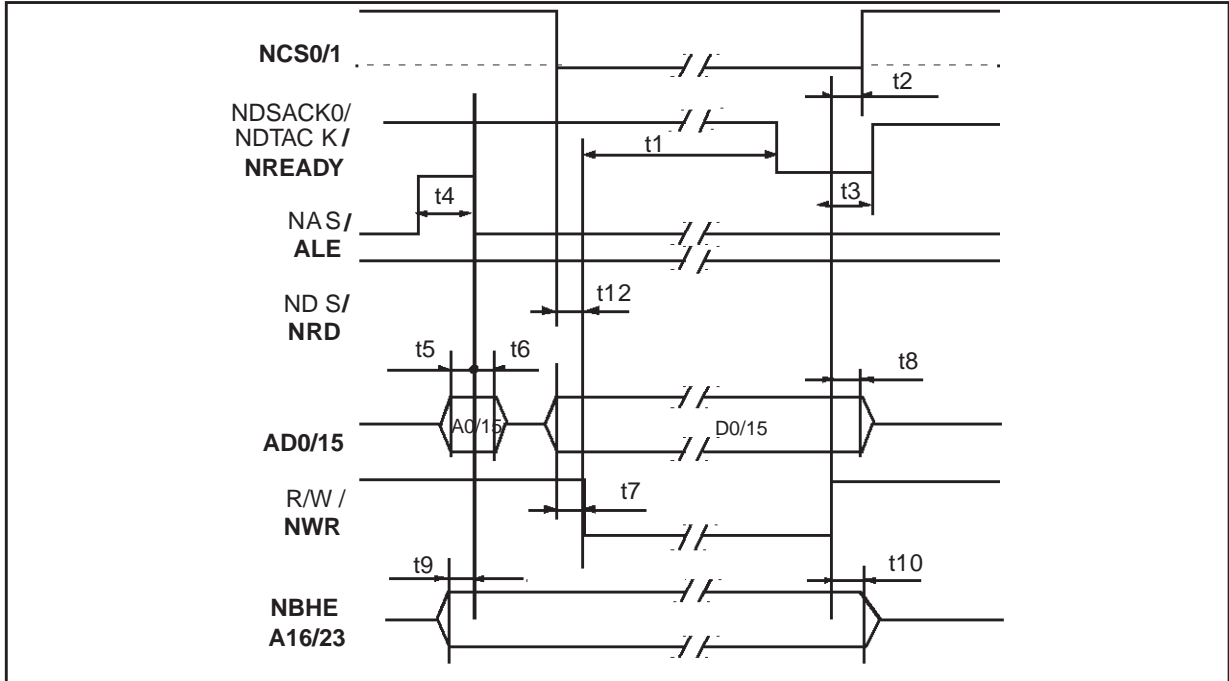 NCS0/1
t2
NDSACK0/
NDTAC K/
NREADY
t1
t3
t4
NAS/
ALE
t12
ND S/
NRD
t5
t6
t8
A0/15
D0/15
AD0/15
R/W /
NWR
t7
t9
t10
NBHE
A16/23